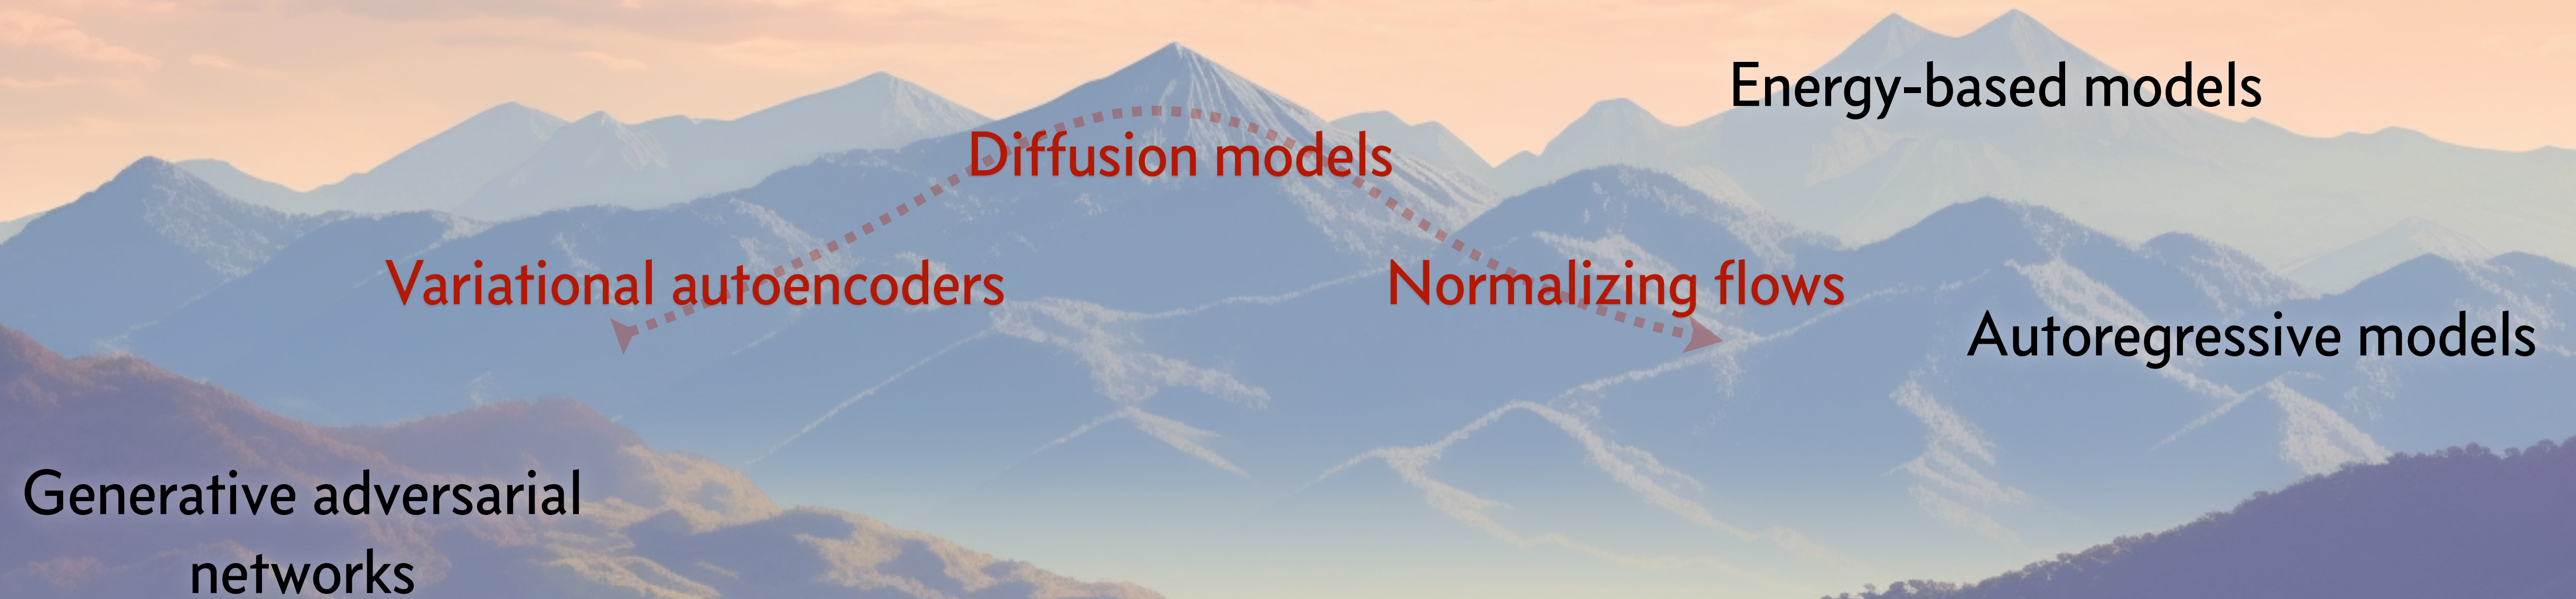 Energy-based models
Diffusion models
Variational autoencoders
Normalizing flows
Autoregressive models
Generative adversarial
networks